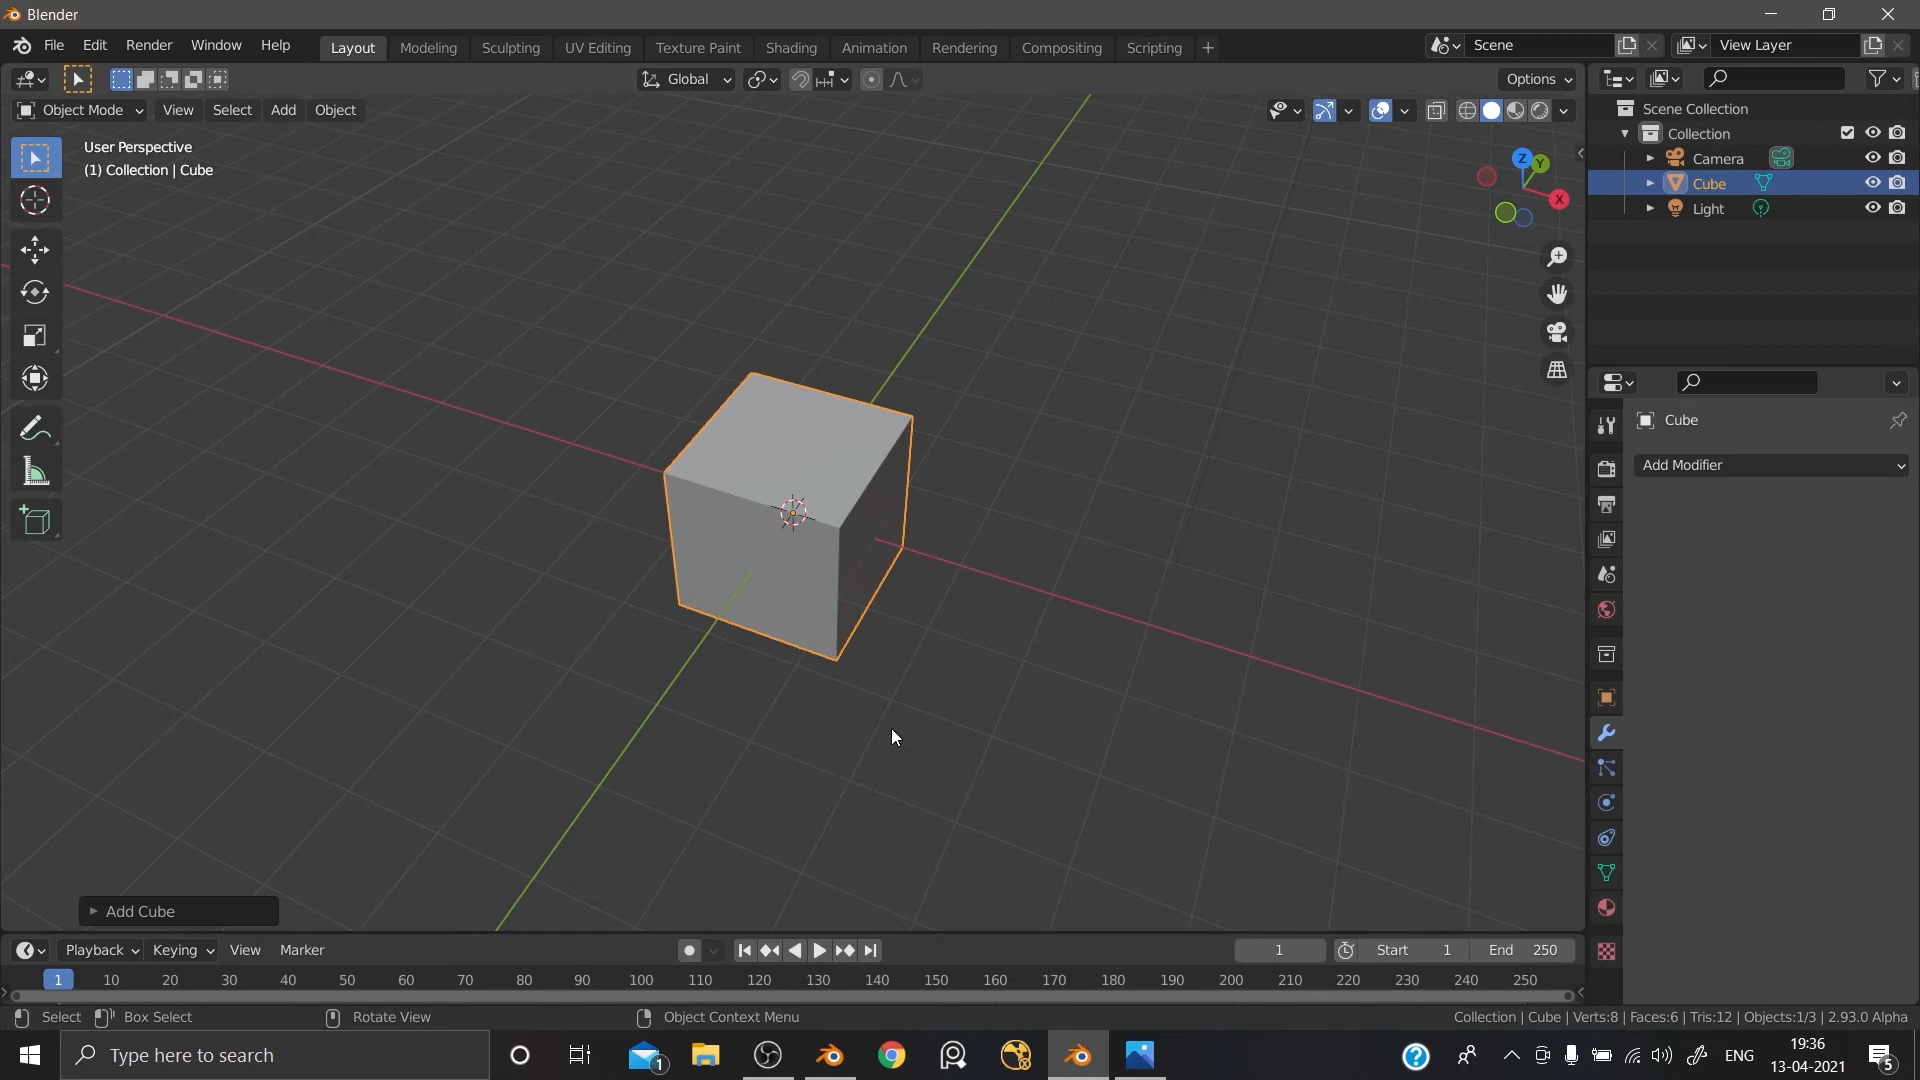 Blender
File Edit Render Window Help Layout Modeling Sculpting UV Editing Texture Paint Shading Animation Rendering Compositing Scripting + Scene View Layer
Global Options
Object Mode View Select Add Object
User Perspective
(1) Collection | Cube
Z Y
X
Scene Collection
Collection
Camera
Cube
Light
Cube
Add Modifier
Add Cube
Playback Keying View Marker 1 Start 1 End 250
1 10 20 30 40 50 60 70 80 90 100 110 120 130 140 150 160 170 180 190 200 210 220 230 240 250
Select Box Select Rotate View Object Context Menu Collection | Cube | Verts:8 | Faces:6 | Tris:12 | Objects:1/3 | 2.93.0 Alpha
Type here to search 1 ENG 19:36 5
13-04-2021